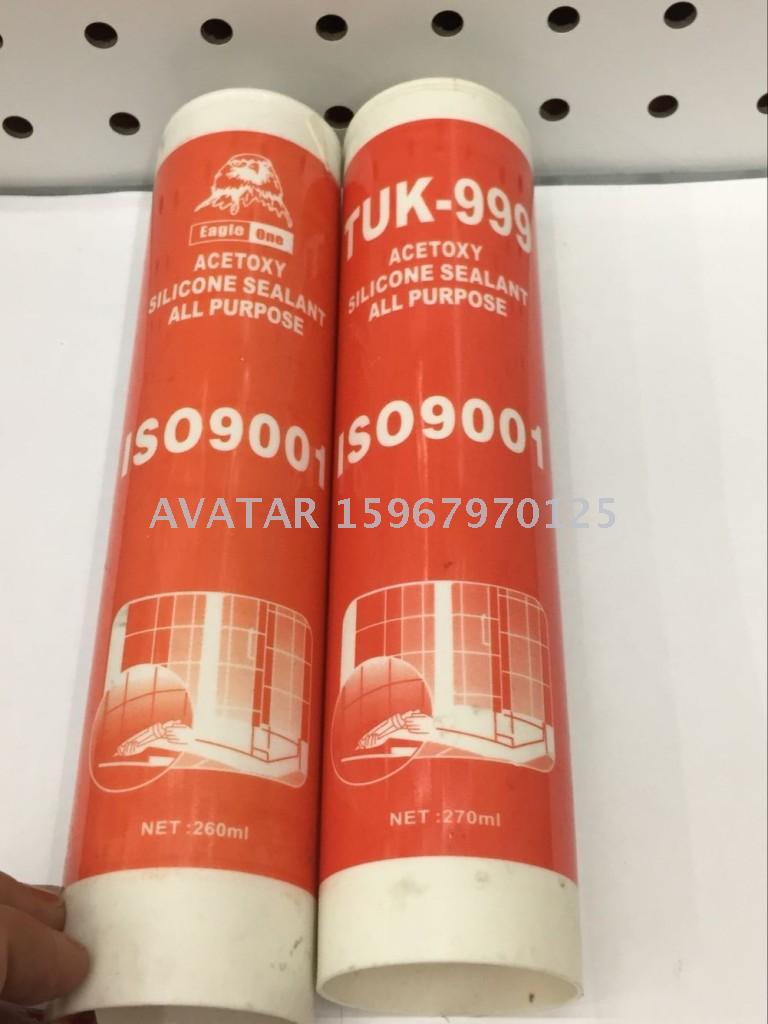 Eagle One
ACETOXY
SILICONE SEALANT
ALL PURPOSE
ISO9001
NET :260ml
TUK-999
ACETOXY
SILICONE SEALANT
ALL PURPOSE
ISO9001
NET :270ml
AVATAR 15967970125